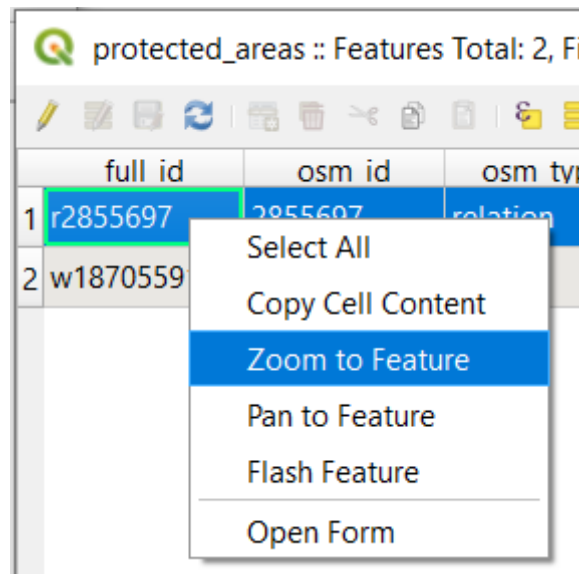 protected_areas :: Features Total: 2, Fi
full_id osm_id osm_typ
1 r2855697 2855697 relation
Select All
2 w18705591
Copy Cell Content
Zoom to Feature
Pan to Feature
Flash Feature
Open Form